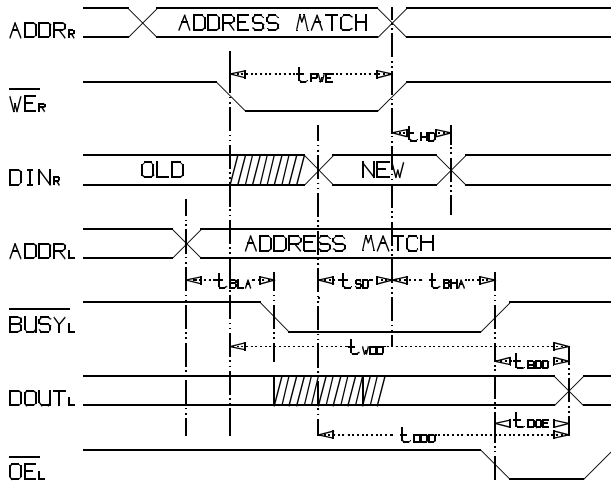 ADDRR ADDRESS MATCH
tPWE
WER
tHD
DINR OLD NEW
ADDRL ADDRESS MATCH
tBLA tSD tBHA
BUSYL
tWDD
tBDD
DOUTL
tDOE
tDDD
OEL